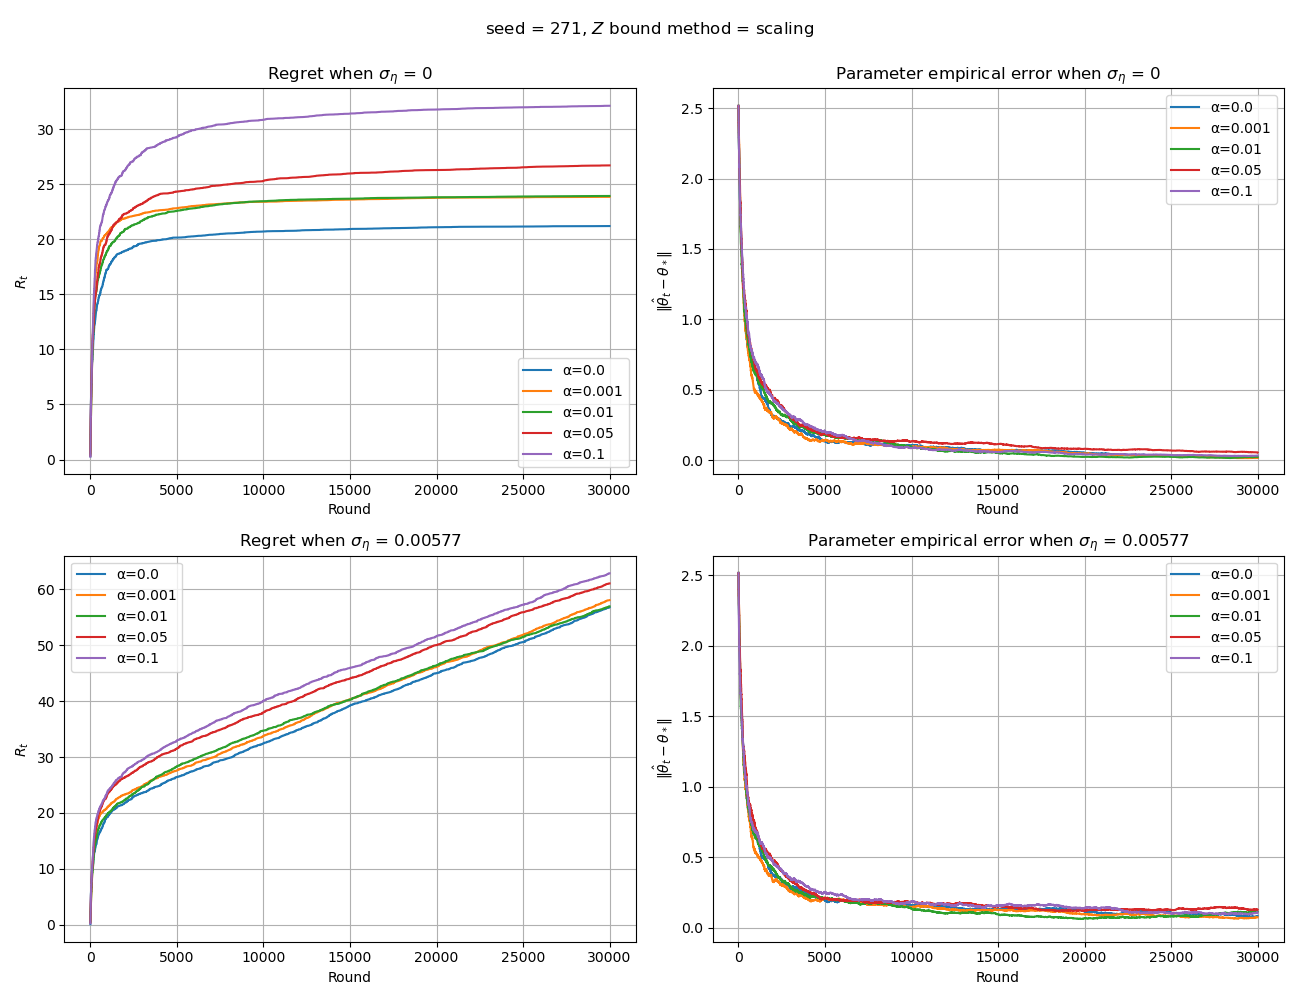 seed = 271, Z bound method = scaling
Regret when σ_η = 0
30
25
20
15
10
5
0
R_t
0 5000 10000 15000 20000 25000 30000
Round
α=0.0
α=0.001
α=0.01
α=0.05
α=0.1
Parameter empirical error when σ_η = 0
2.5
2.0
1.5
1.0
0.5
0.0
‖θ̂_t − θ_*‖
0 5000 10000 15000 20000 25000 30000
Round
α=0.0
α=0.001
α=0.01
α=0.05
α=0.1
Regret when σ_η = 0.00577
60
50
40
30
20
10
0
R_t
0 5000 10000 15000 20000 25000 30000
Round
α=0.0
α=0.001
α=0.01
α=0.05
α=0.1
Parameter empirical error when σ_η = 0.00577
2.5
2.0
1.5
1.0
0.5
0.0
‖θ̂_t − θ_*‖
0 5000 10000 15000 20000 25000 30000
Round
α=0.0
α=0.001
α=0.01
α=0.05
α=0.1